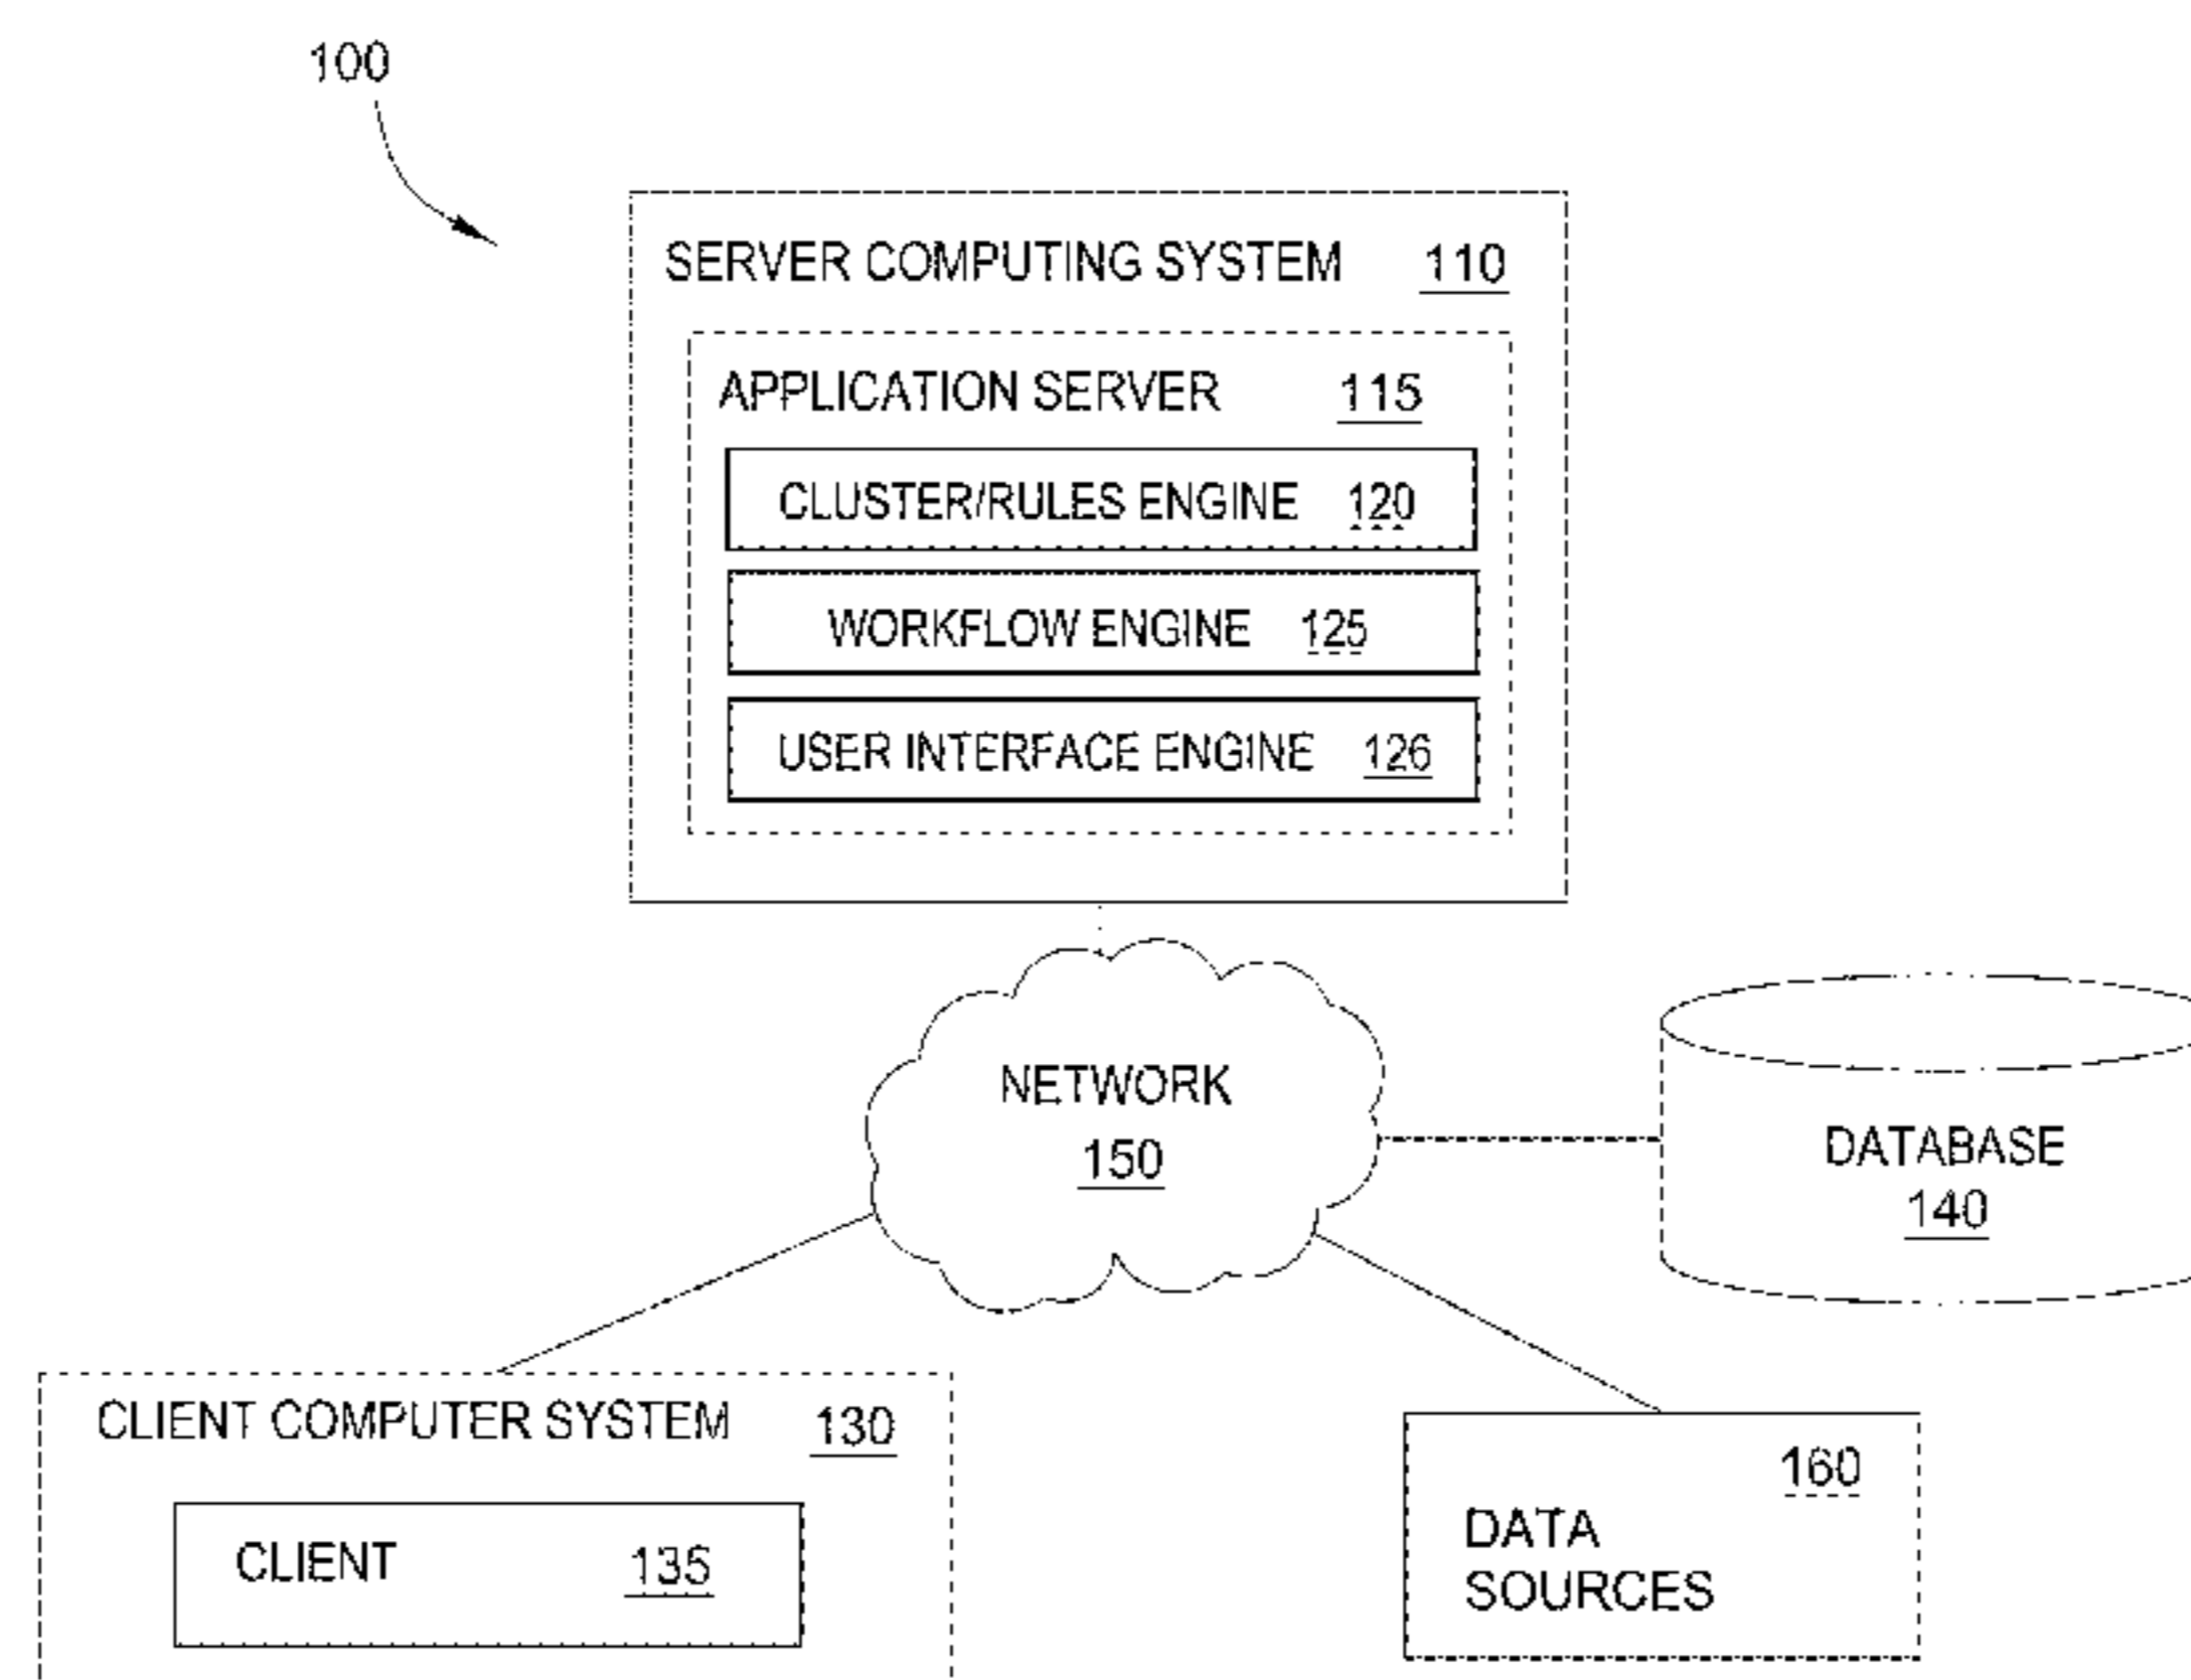 100
SERVER COMPUTING SYSTEM 110
APPLICATION SERVER 115
CLUSTER/RULES ENGINE 120
WORKFLOW ENGINE 125
USER INTERFACE ENGINE 126
NETWORK
150
DATABASE
140
CLIENT COMPUTER SYSTEM 130
CLIENT 135
160
DATA
SOURCES